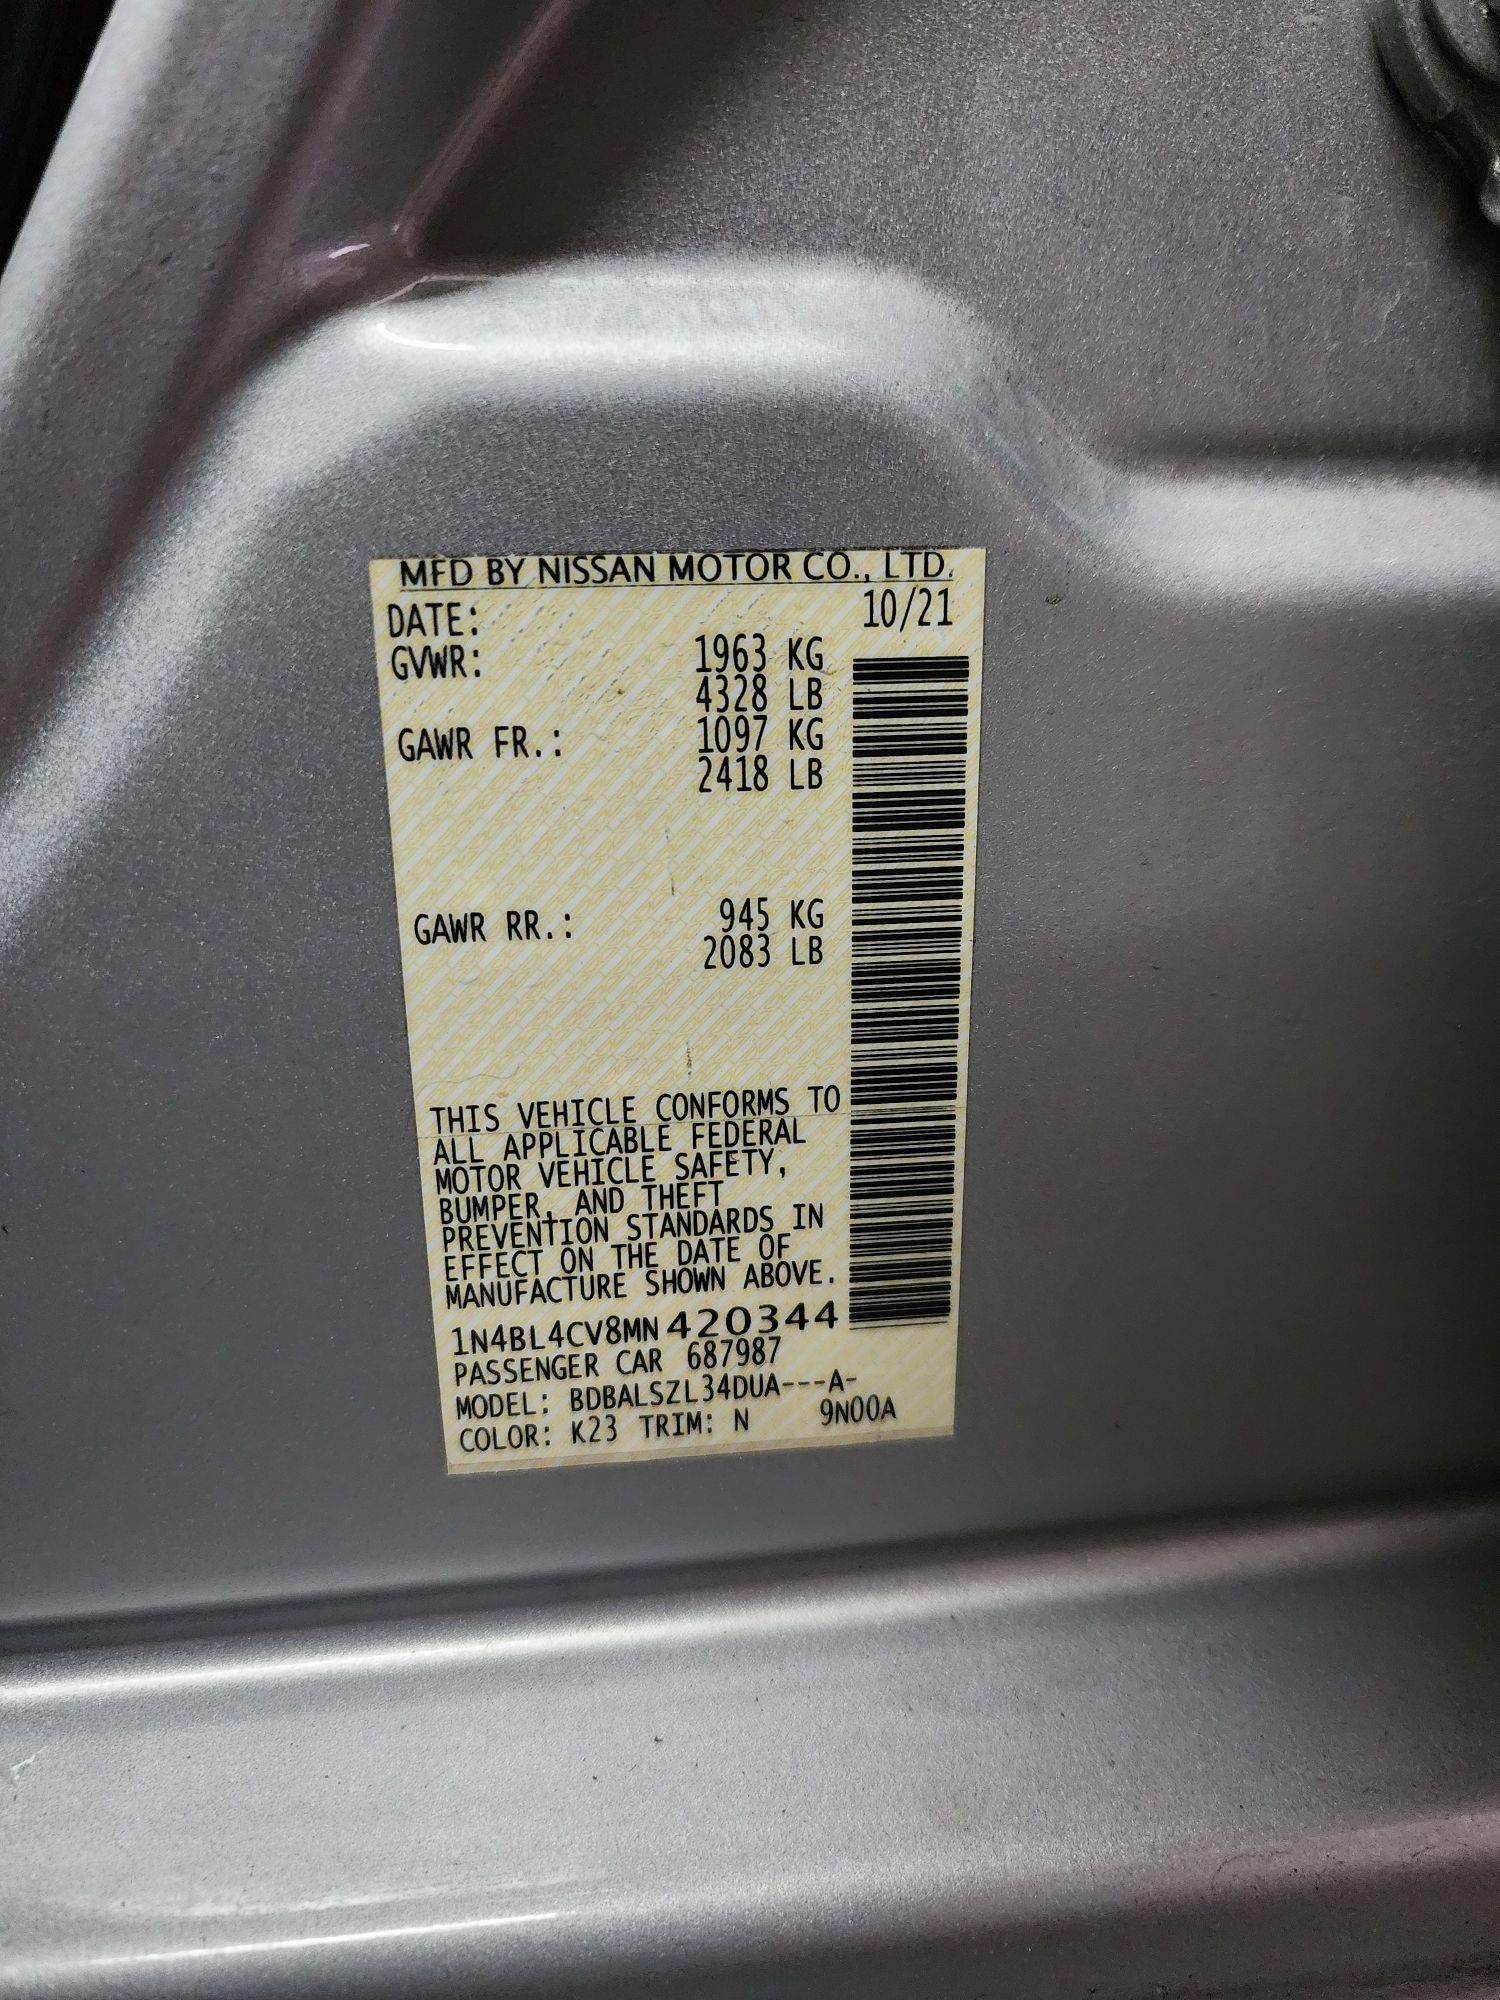 MFD BY NISSAN MOTOR CO., LTD.
DATE: 10/21
GVWR: 1963 KG
4328 LB
GAWR FR.: 1097 KG
2418 LB
GAWR RR.: 945 KG
2083 LB
THIS VEHICLE CONFORMS TO
ALL APPLICABLE FEDERAL
MOTOR VEHICLE SAFETY,
BUMPER, AND THEFT
PREVENTION STANDARDS IN
EFFECT ON THE DATE OF
MANUFACTURE SHOWN ABOVE.
1N4BL4CV8MN420344
PASSENGER CAR 687987
MODEL: BDBALSZL34DUA---A-
COLOR: K23 TRIM: N 9N00A